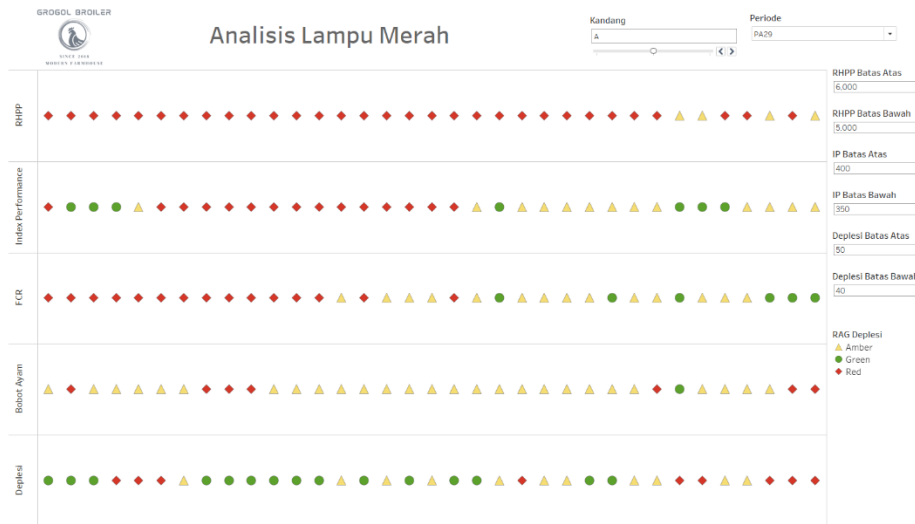 GROGOL BROILER
SINCE 1888
MODERN FARMHOUSE
Analisis Lampu Merah
Kandang
A
Periode
PA29
RHPP
Index Performance
FCR
Bobot Ayam
Deplesi
RHPP Batas Atas
6,000
RHPP Batas Bawah
5,000
IP Batas Atas
400
IP Batas Bawah
350
Deplesi Batas Atas
50
Deplesi Batas Bawah
40
RAG Deplesi
Amber
Green
Red